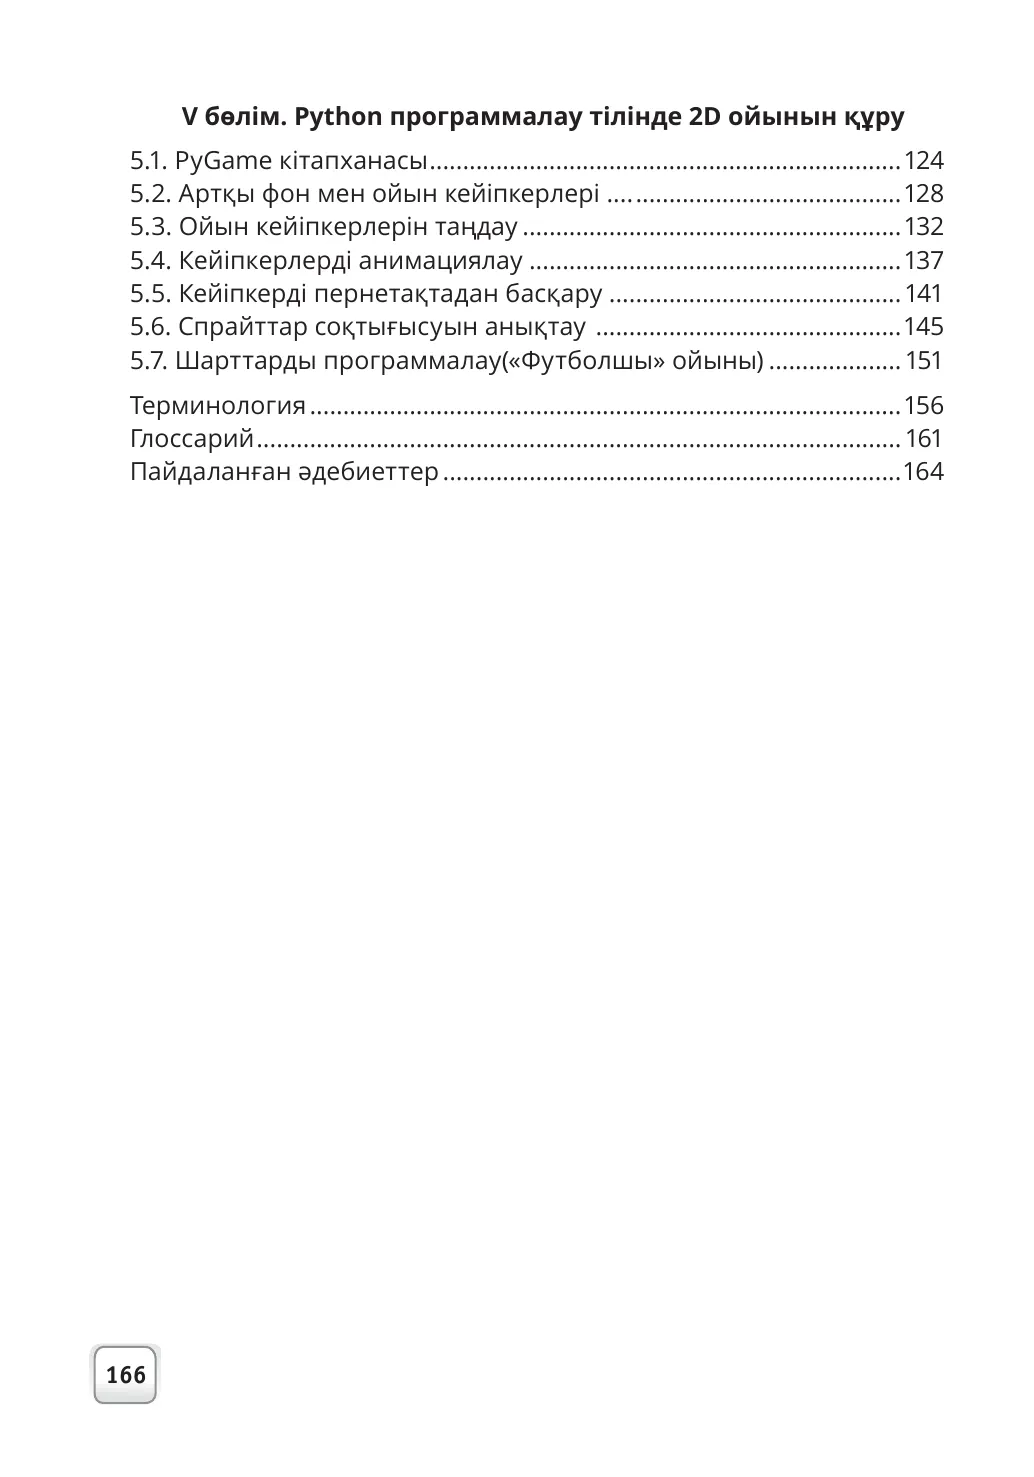 V бөлім. Python программалау тілінде 2D ойынын құру
5.1. PyGame кітапханасы.......................................................................124
5.2. Артқы фон мен ойын кейіпкерлері ............................................128
5.3. Ойын кейіпкерлерін таңдау .........................................................132
5.4. Кейіпкерлерді анимациялау ........................................................137
5.5. Кейіпкерді пернетақтадан басқару ............................................141
5.6. Спрайттар соқтығысуын анықтау ..............................................145
5.7. Шарттарды программалау(«Футболшы» ойыны) ....................151
Терминология.........................................................................................156
Глоссарий.................................................................................................161
Пайдаланған әдебиеттер .....................................................................164
166